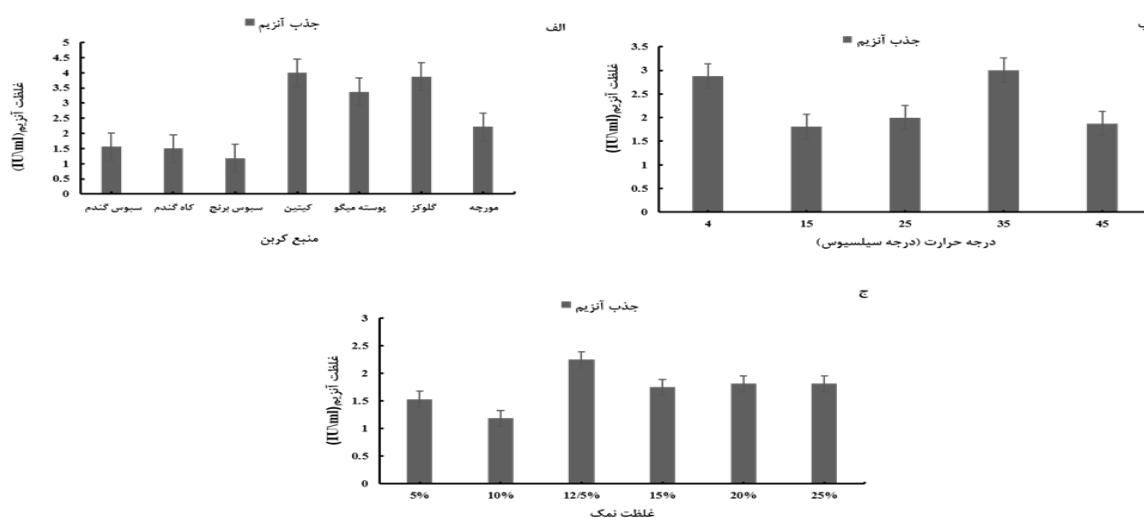 الف
جذب آنزیم
غلظت آنزیم(IU\ml)
5
4.5
4
3.5
3
2.5
2
1.5
1
0.5
0
سبوس گندم کاه گندم سبوس برنج کیتین پوسته میگو گلوکز مورچه
منبع کربن
جذب آنزیم
غلظت آنزیم(IU\ml)
3.5
3
2.5
2
1.5
1
0.5
0
4 15 25 35 45
درجه حرارت (درجه سیلسیوس)
ج
جذب آنزیم
غلظت آنزیم(IU\ml)
3
2.5
2
1.5
1
0.5
0
5% 10% 12/5% 15% 20% 25%
غلظت نمک